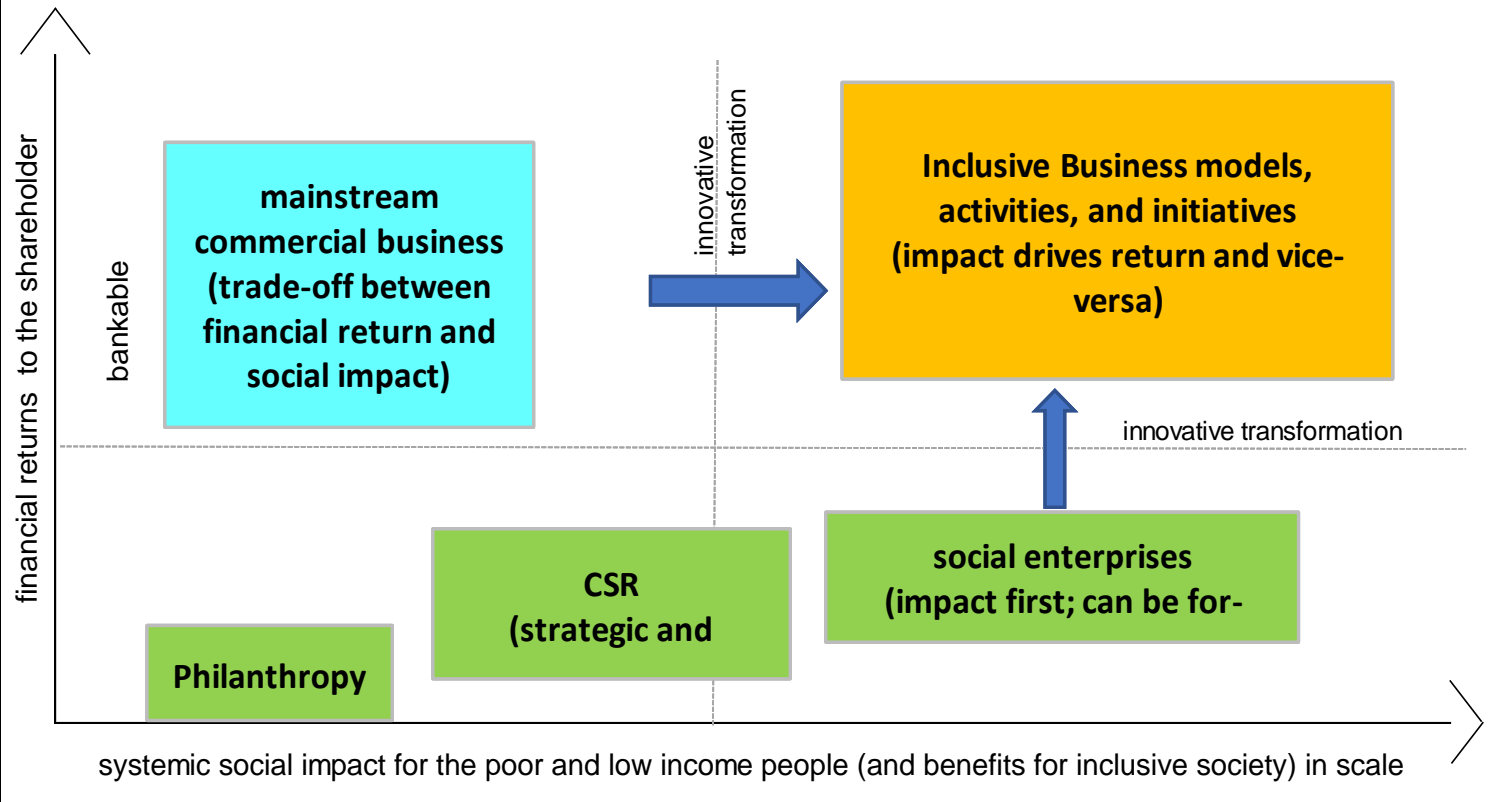 financial returns to the shareholder
bankable
mainstream
commercial business
(trade-off between
financial return and
social impact)
innovative
transformation
Inclusive Business models,
activities, and initiatives
(impact drives return and vice-
versa)
innovative transformation
Philanthropy
CSR
(strategic and
social enterprises
(impact first; can be for-
systemic social impact for the poor and low income people (and benefits for inclusive society) in scale